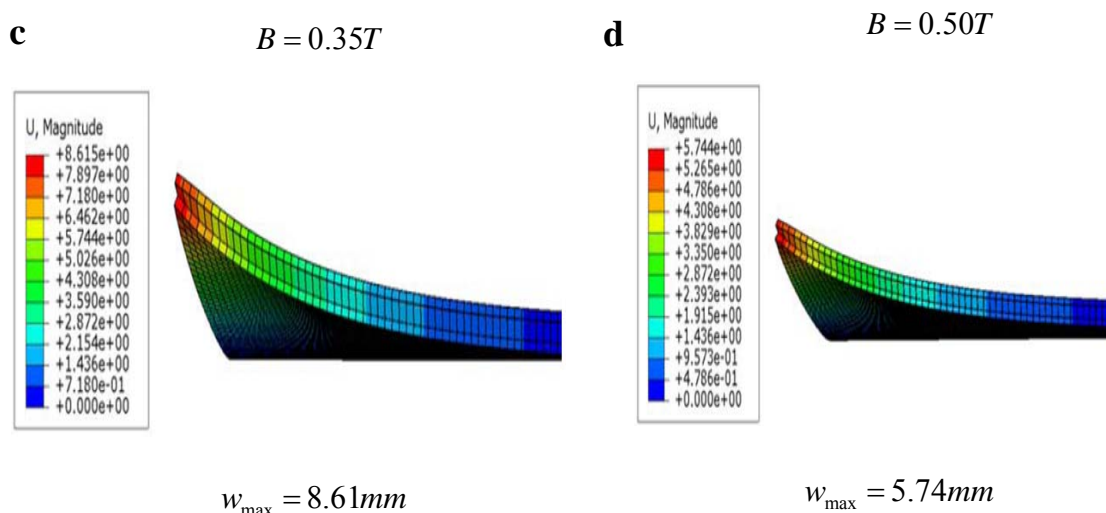 c
B = 0.35T
U, Magnitude
+8.615e+00
+7.897e+00
+7.180e+00
+6.462e+00
+5.744e+00
+5.026e+00
+4.308e+00
+3.590e+00
+2.872e+00
+2.154e+00
+1.436e+00
+7.180e-01
+0.000e+00
w_max = 8.61mm
d
B = 0.50T
U, Magnitude
+5.744e+00
+5.265e+00
+4.786e+00
+4.308e+00
+3.829e+00
+3.350e+00
+2.872e+00
+2.393e+00
+1.915e+00
+1.436e+00
+9.573e-01
+4.786e-01
+0.000e+00
w_max = 5.74mm